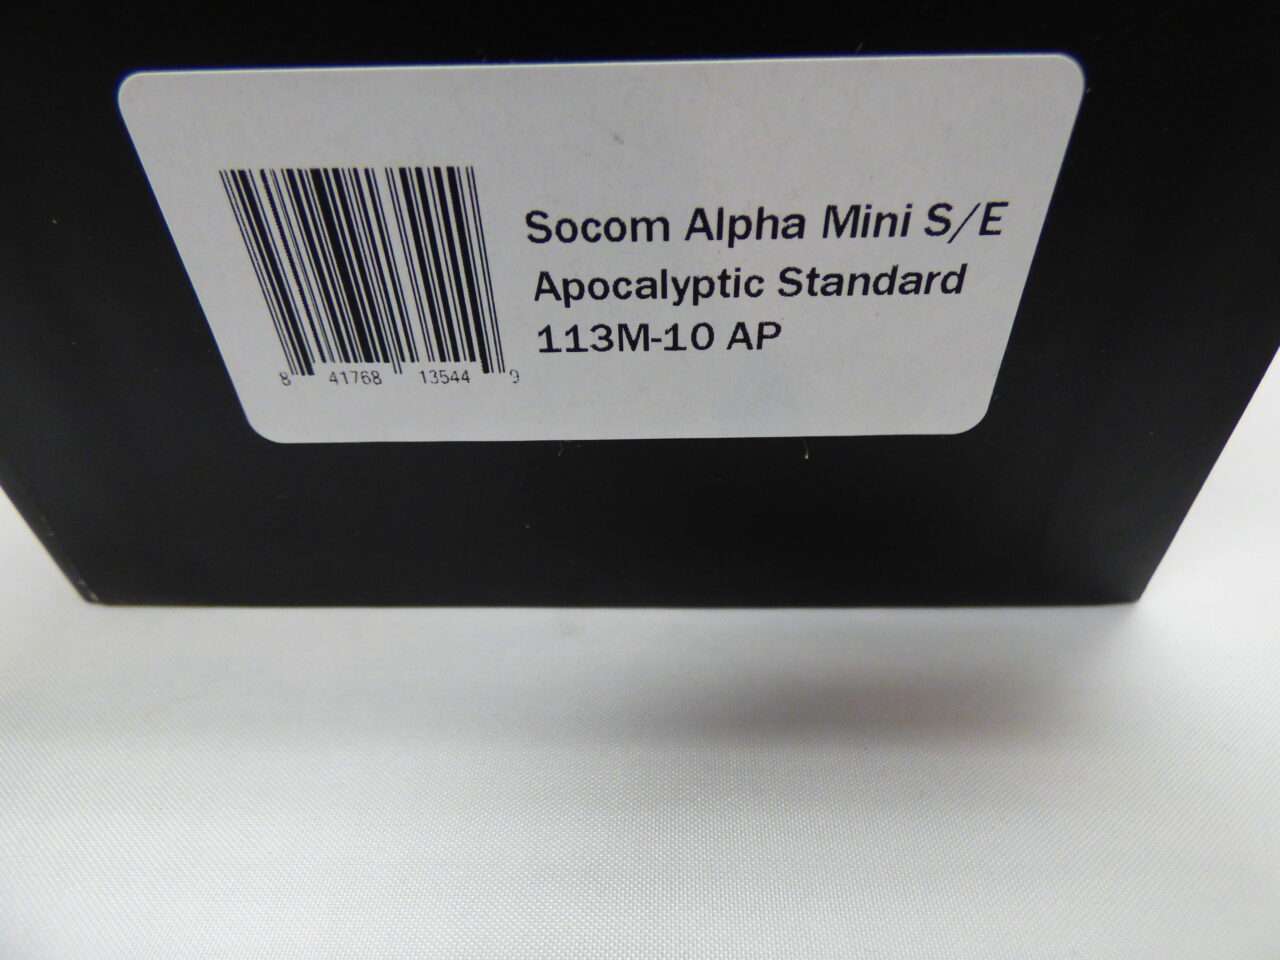 Socom Alpha Mini S/E
Apocalyptic Standard
113M-10 AP
8 41768 13544 9